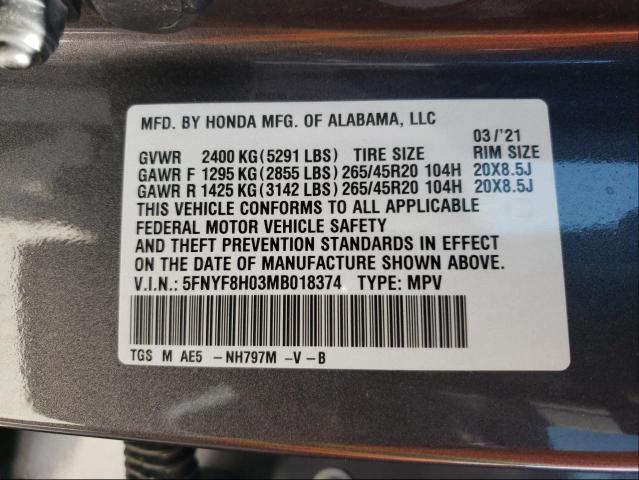 MFD. BY HONDA MFG. OF ALABAMA, LLC
03/'21
GVWR 2400 KG(5291 LBS) TIRE SIZE RIM SIZE
GAWR F 1295 KG (2855 LBS) 265/45R20 104H 20X8.5J
GAWR R 1425 KG (3142 LBS) 265/45R20 104H 20X8.5J
THIS VEHICLE CONFORMS TO ALL APPLICABLE
FEDERAL MOTOR VEHICLE SAFETY
AND THEFT PREVENTION STANDARDS IN EFFECT
ON THE DATE OF MANUFACTURE SHOWN ABOVE.
V.I.N.: 5FNYF8H03MB018374 TYPE: MPV
TGS M AE5 -NH797M -V -B